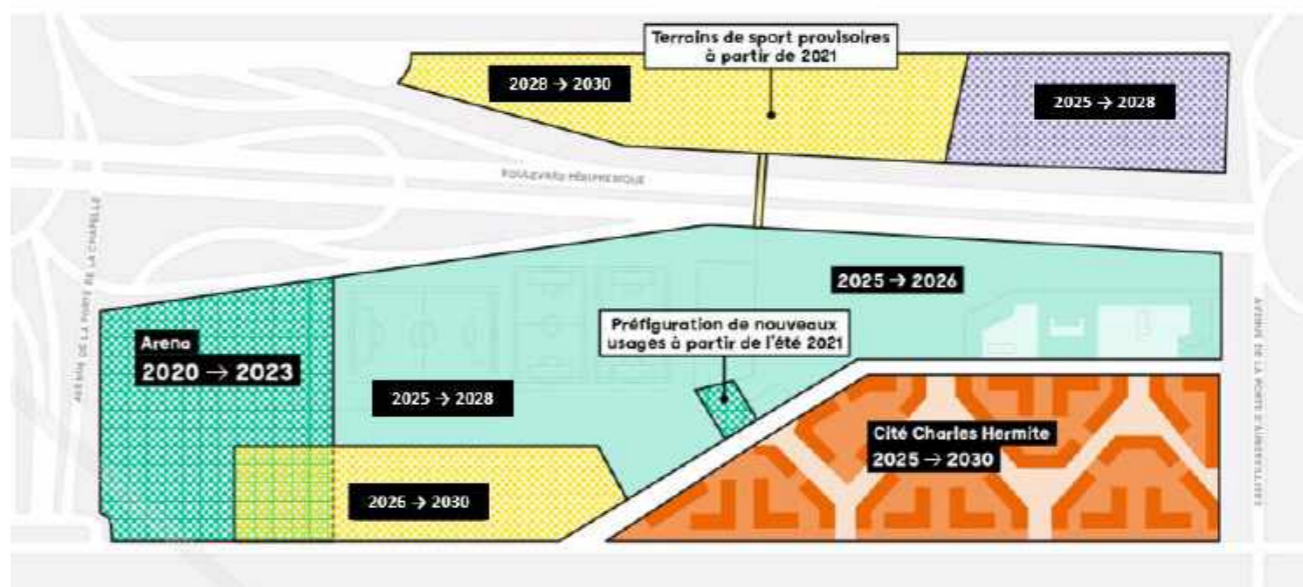 Terrains de sport provisoires
à partir de 2021
2028 → 2030
2025 → 2028
BOULEVARD PÉRIPHÉRIQUE
AVENUE DE LA PORTE DE LA CHAPELLE
2025 → 2026
Préfiguration de nouveaux
usages à partir de l'été 2021
Arena
2020 → 2023
2025 → 2028
AVENUE DE LA PORTE D'AUBERVILLIERS
Cité Charles Hermite
2025 → 2030
2026 → 2030